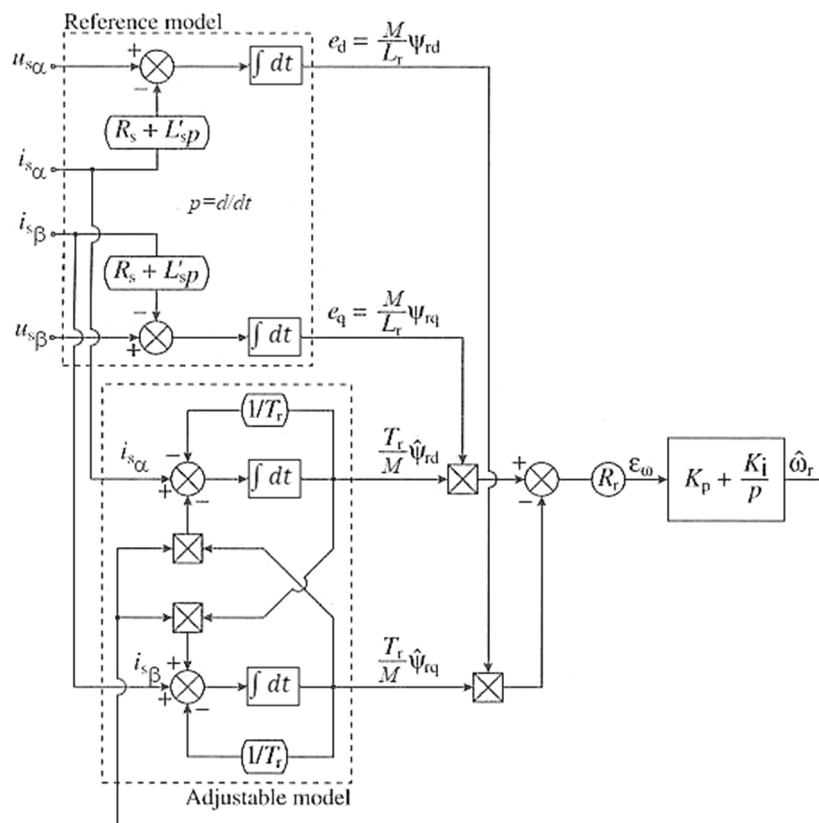 Reference model
u_sα
+
−
∫ dt
e_d = M/L_r ψ_rd
(R_s + L′_s p)
i_sα
p=d/dt
i_sβ
(R_s + L′_s p)
−
u_sβ
+
∫ dt
e_q = M/L_r ψ_rq
(1/T_r)
i_sα
−
+
−
∫ dt
T_r/M ψ̂_rd
+
−
R_r
ε_ω
K_p + K_i/p
ω̂_r
i_sβ
+
+
−
∫ dt
T_r/M ψ̂_rq
(1/T_r)
Adjustable model